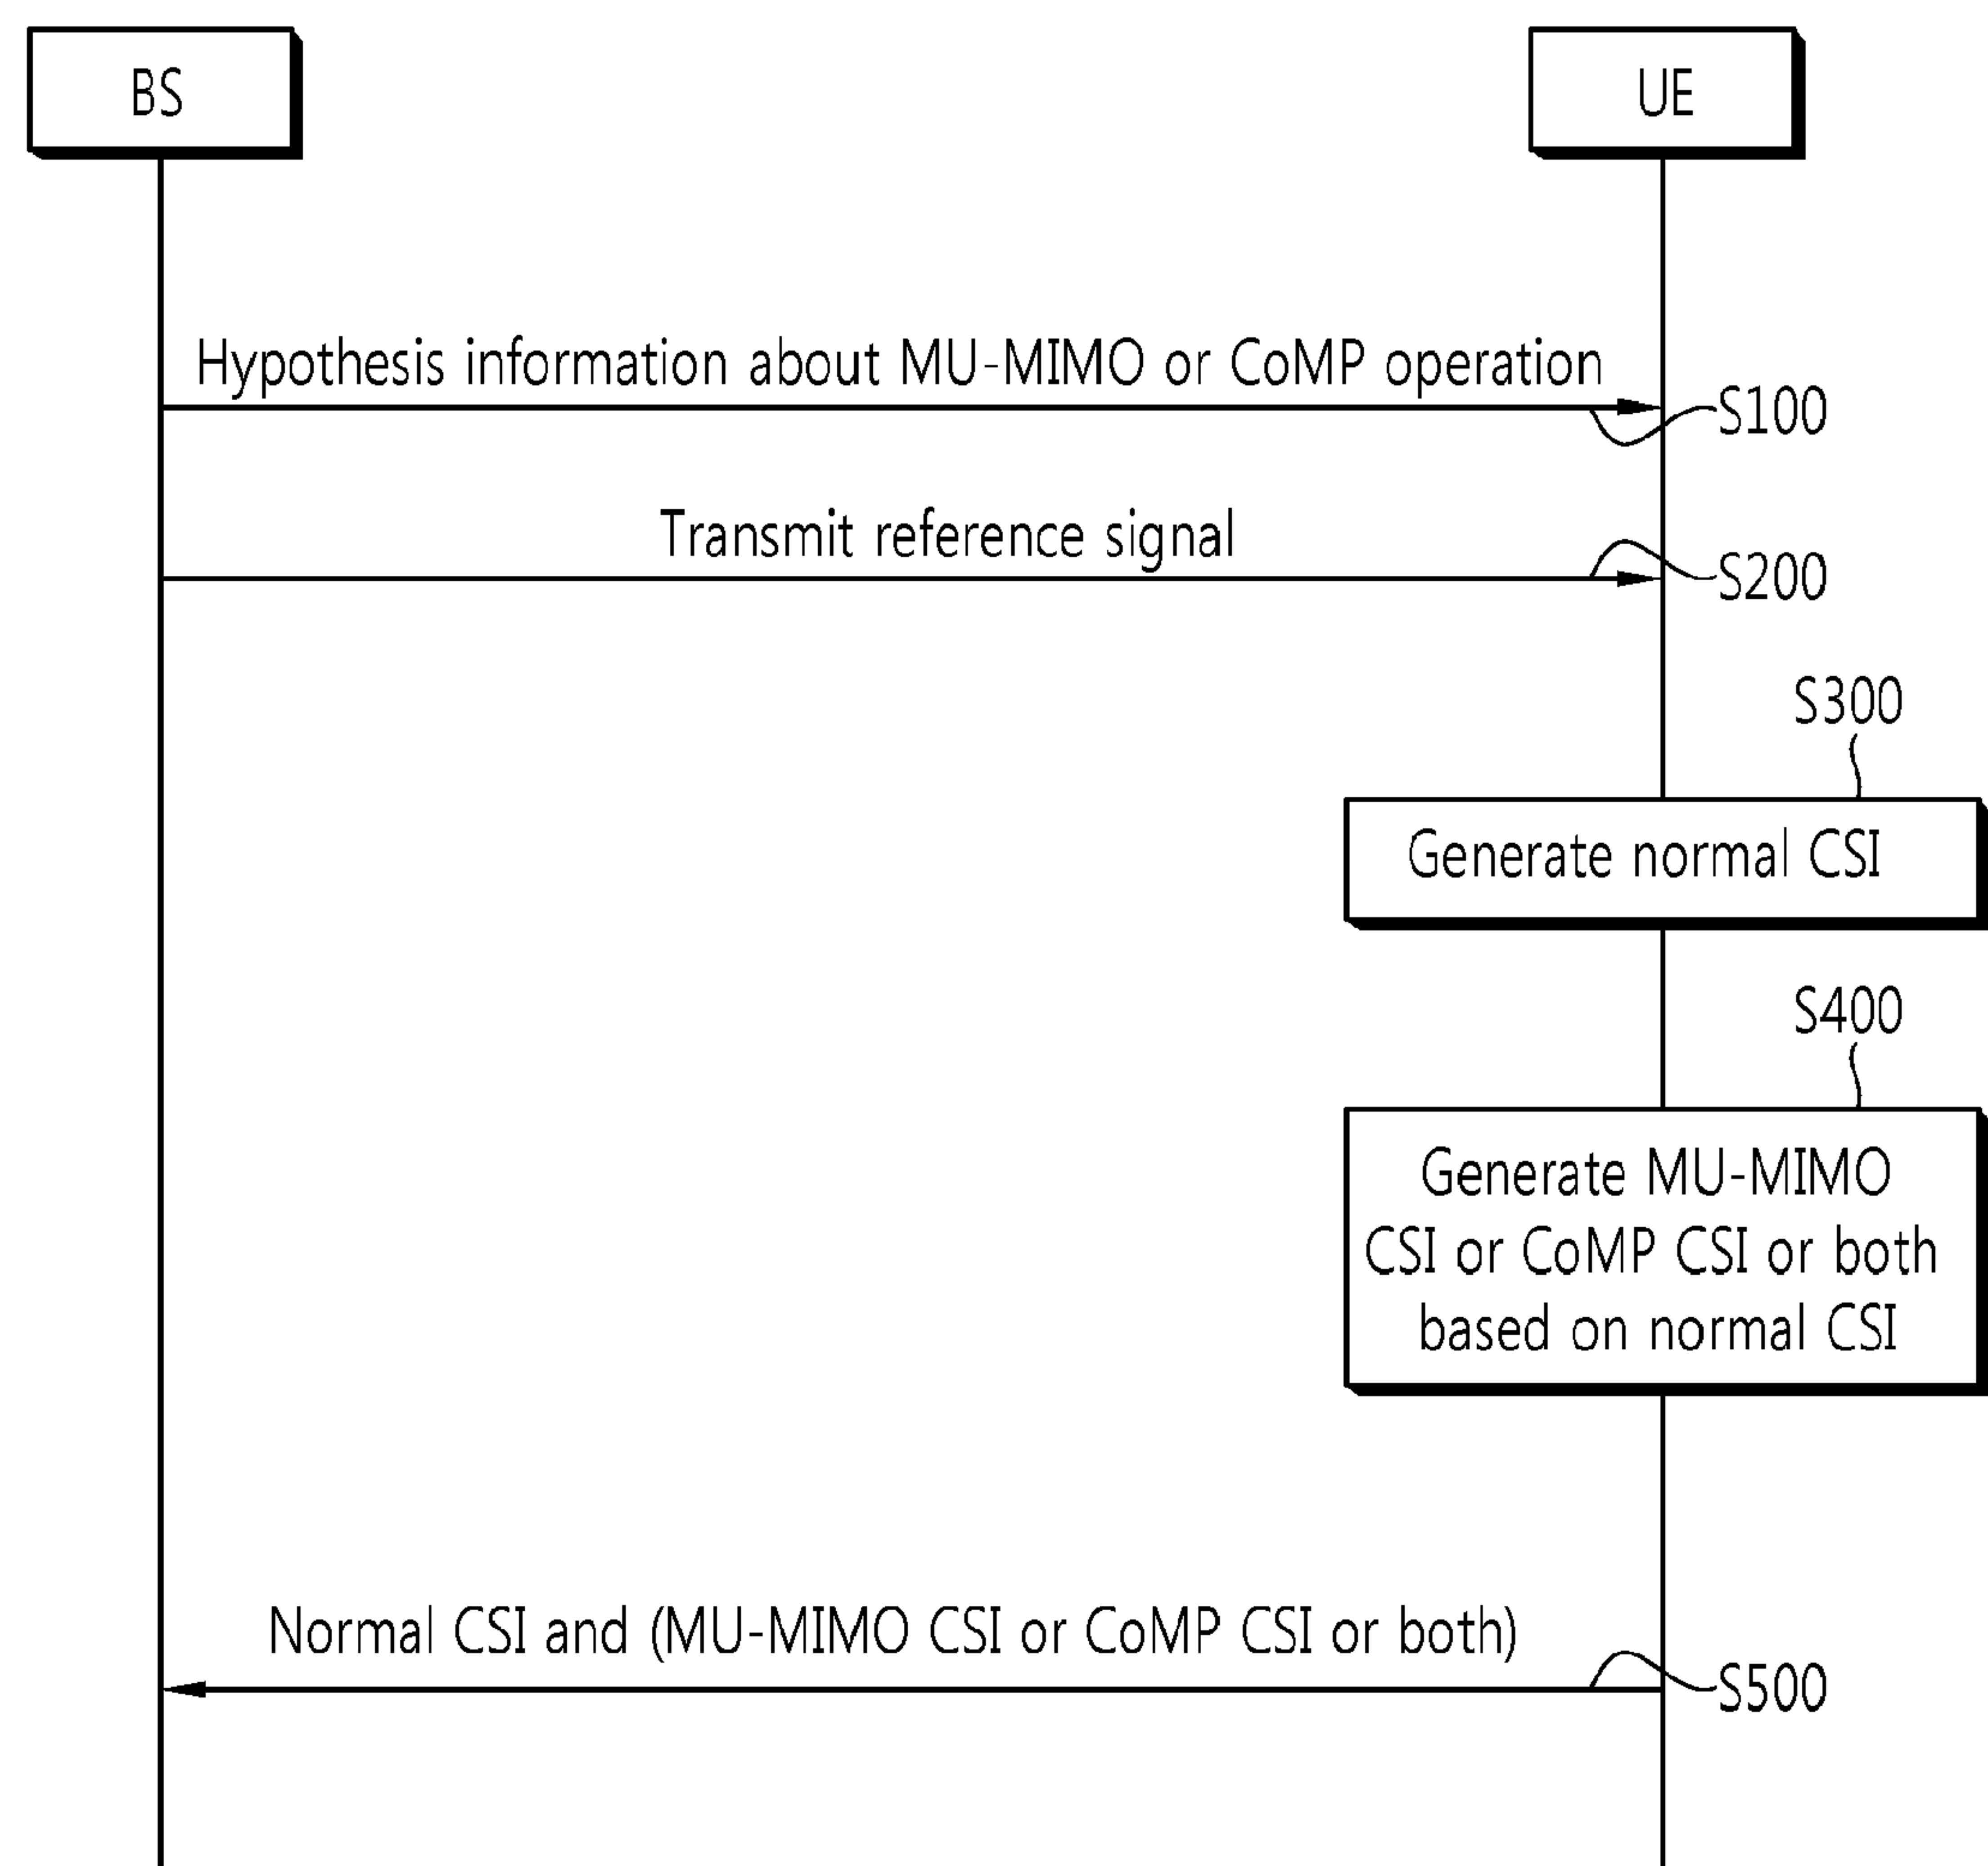 BS
UE
Hypothesis information about MU-MIMO or CoMP operation
S100
Transmit reference signal
S200
S300
Generate normal CSI
S400
Generate MU-MIMO
CSI or CoMP CSI or both
based on normal CSI
Normal CSI and (MU-MIMO CSI or CoMP CSI or both)
S500